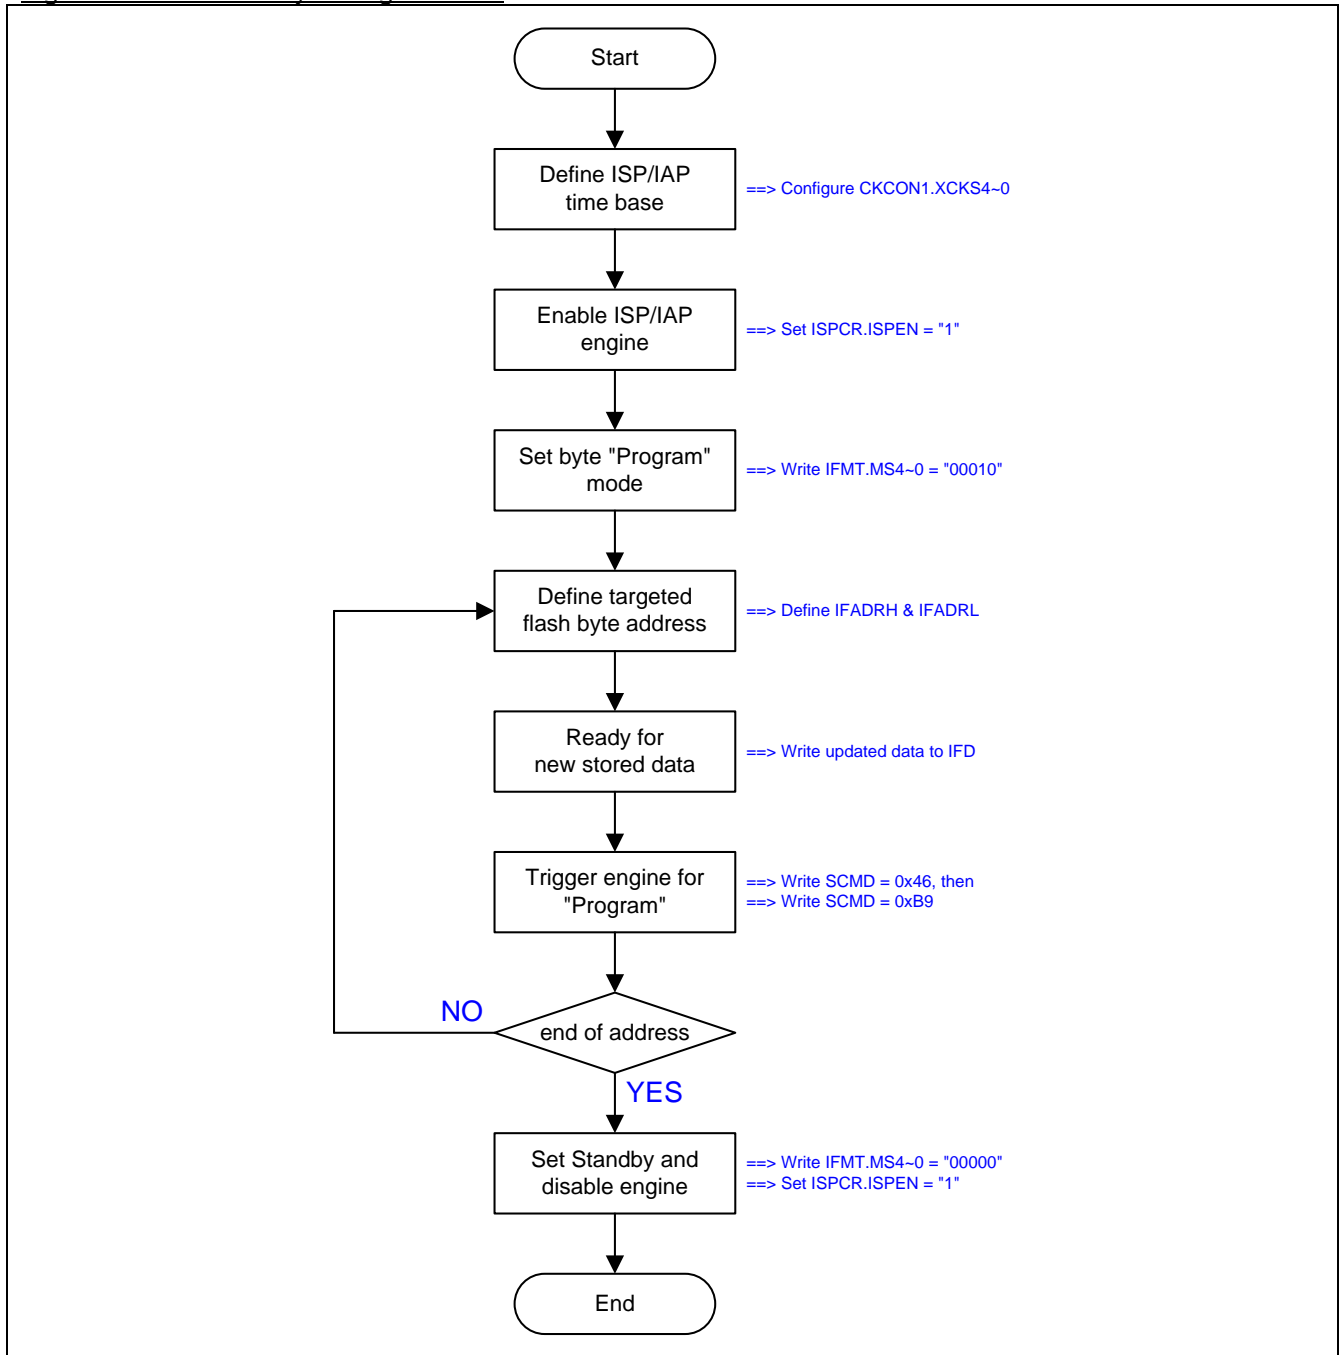 Start
Define ISP/IAP
time base
==> Configure CKCON1.XCKS4~0
Enable ISP/IAP
engine
==> Set ISPCR.ISPEN = "1"
Set byte "Program"
mode
==> Write IFMT.MS4~0 = "00010"
Define targeted
flash byte address
==> Define IFADRH & IFADRL
Ready for
new stored data
==> Write updated data to IFD
Trigger engine for
"Program"
==> Write SCMD = 0x46, then
==> Write SCMD = 0xB9
NO
end of address
YES
Set Standby and
disable engine
==> Write IFMT.MS4~0 = "00000"
==> Set ISPCR.ISPEN = "1"
End